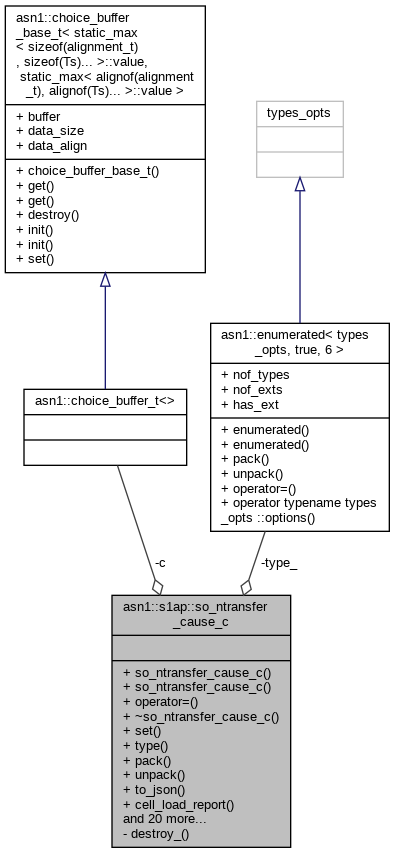 asn1::choice_buffer
_base_t< static_max
< sizeof(alignment_t)
, sizeof(Ts)... >::value,
static_max< alignof(alignment
_t), alignof(Ts)... >::value >
+ buffer
+ data_size
+ data_align
+ choice_buffer_base_t()
+ get()
+ get()
+ destroy()
+ init()
+ init()
+ set()
types_opts
asn1::enumerated< types
_opts, true, 6 >
+ nof_types
+ nof_exts
+ has_ext
+ enumerated()
+ enumerated()
+ pack()
+ unpack()
+ operator=()
+ operator typename types
_opts ::options()
asn1::choice_buffer_t<>
-c
-type_
asn1::s1ap::so_ntransfer
_cause_c
+ so_ntransfer_cause_c()
+ so_ntransfer_cause_c()
+ operator=()
+ ~so_ntransfer_cause_c()
+ set()
+ type()
+ pack()
+ unpack()
+ to_json()
+ cell_load_report()
and 20 more...
- destroy_()